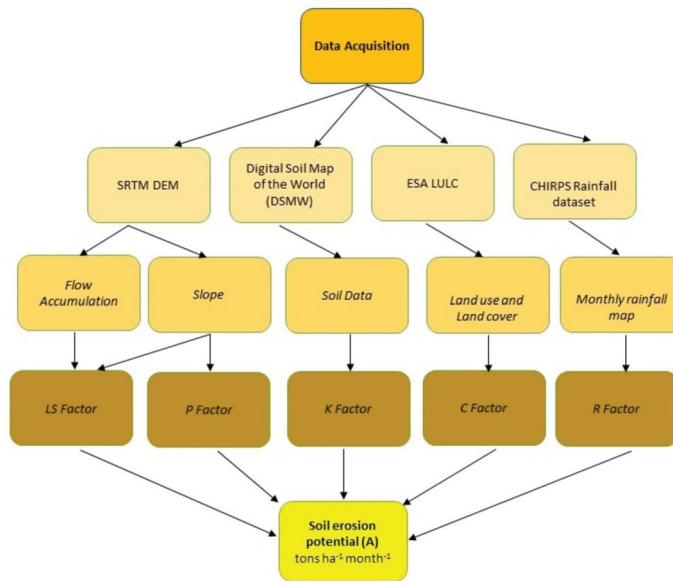 Data Acquisition
SRTM DEM
Digital Soil Map
of the World
(DSMW)
ESA LULC
CHIRPS Rainfall
dataset
Flow
Accumulation
Slope
Soil Data
Land use and
Land cover
Monthly rainfall
map
LS Factor
P Factor
K Factor
C Factor
R Factor
Soil erosion
potential (A)
tons ha⁻¹ month⁻¹